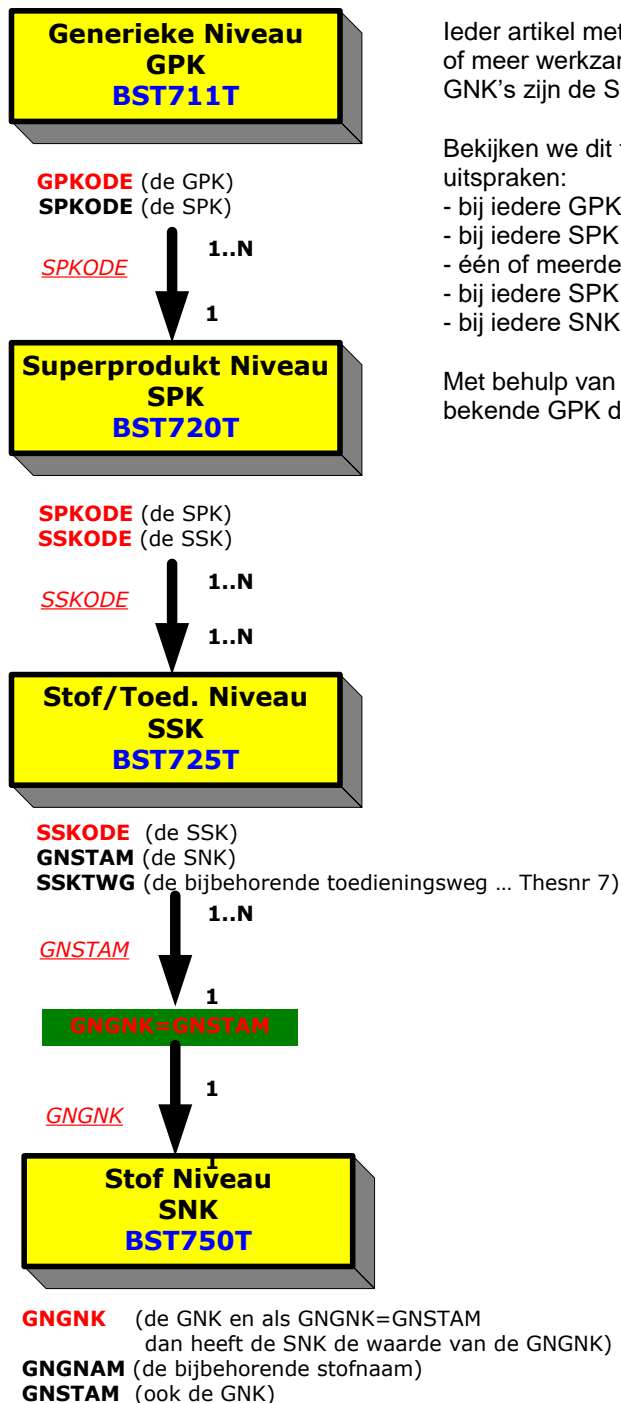 Generieke Niveau
GPK
BST711T
GPKODE (de GPK)
SPKODE (de SPK)
1..N
SPKODE
1
Superprodukt Niveau
SPK
BST720T
SPKODE (de SPK)
SSKODE (de SSK)
1..N
SSKODE
1..N
Stof/Toed. Niveau
SSK
BST725T
SSKODE (de SSK)
GNSTAM (de SNK)
SSKTWG (de bijbehorende toedieningsweg … Thesnr 7)
1..N
GNSTAM
1
GNGNK=GNSTAM
1
GNGNK
1
Stof Niveau
SNK
BST750T
GNGNK (de GNK en als GNGNK=GNSTAM
dan heeft de SNK de waarde van de GNGNK)
GNGNAM (de bijbehorende stofnaam)
GNSTAM (ook de GNK)
Ieder artikel met
of meer
GNK's zijn de
Bekijken we dit
uitspraken:
- bij iedere GPK
- bij iedere SPK
- één of
- bij iedere SPK
- bij iedere SNK
Met behulp van
bekende GPK